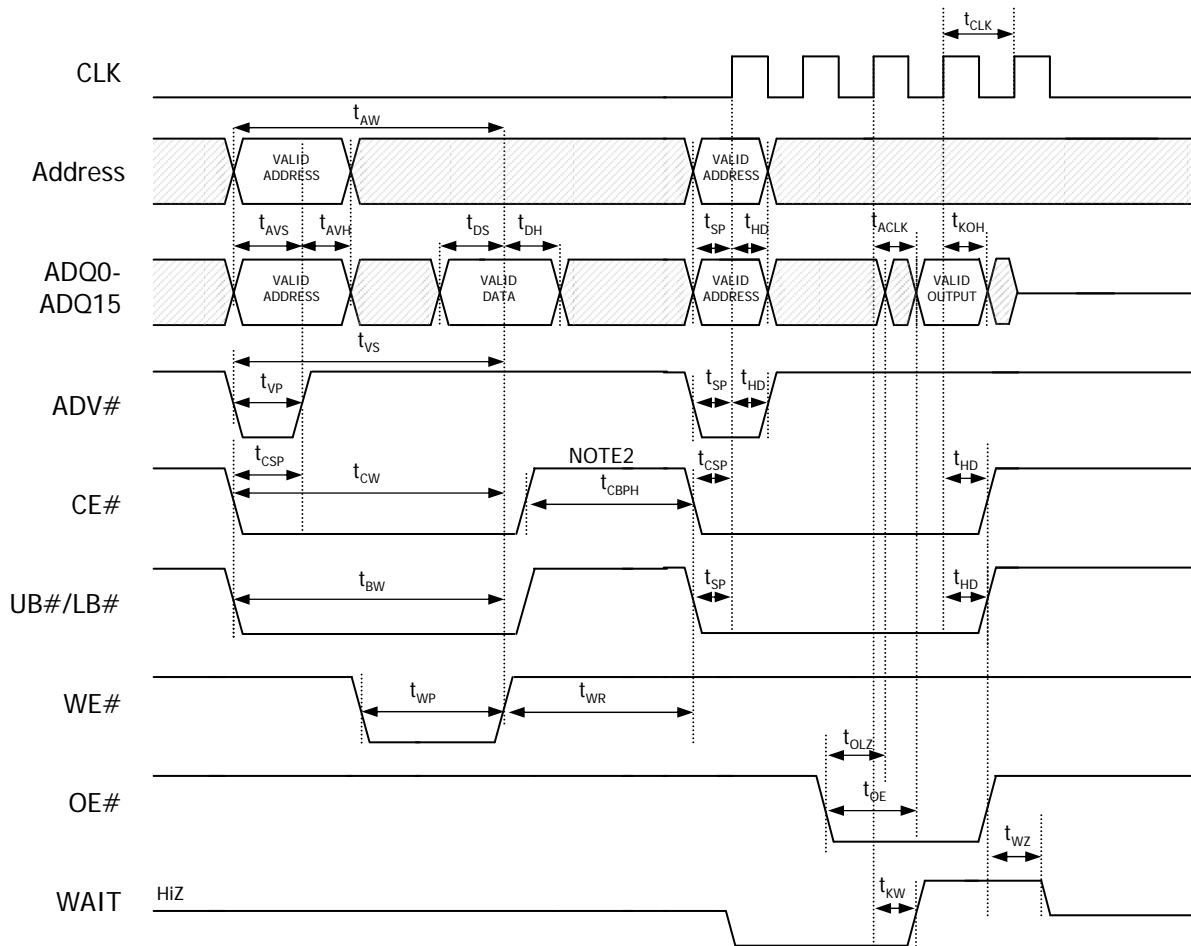 tCLK
CLK
tAW
Address
VALID ADDRESS
VALID ADDRESS
tAVS
tAVH
tDS
tDH
tSP
tHD
tACLK
tKOH
ADQ0-
ADQ15
VALID ADDRESS
VALID DATA
VALID ADDRESS
VALID OUTPUT
tVS
ADV#
tVP
tSP
tHD
CE#
tCSP
tCW
NOTE2
tCBPH
tCSP
tHD
UB#/LB#
tBW
tSP
tHD
WE#
tWP
tWR
OE#
tOLZ
tOE
tWZ
WAIT
HiZ
tKW